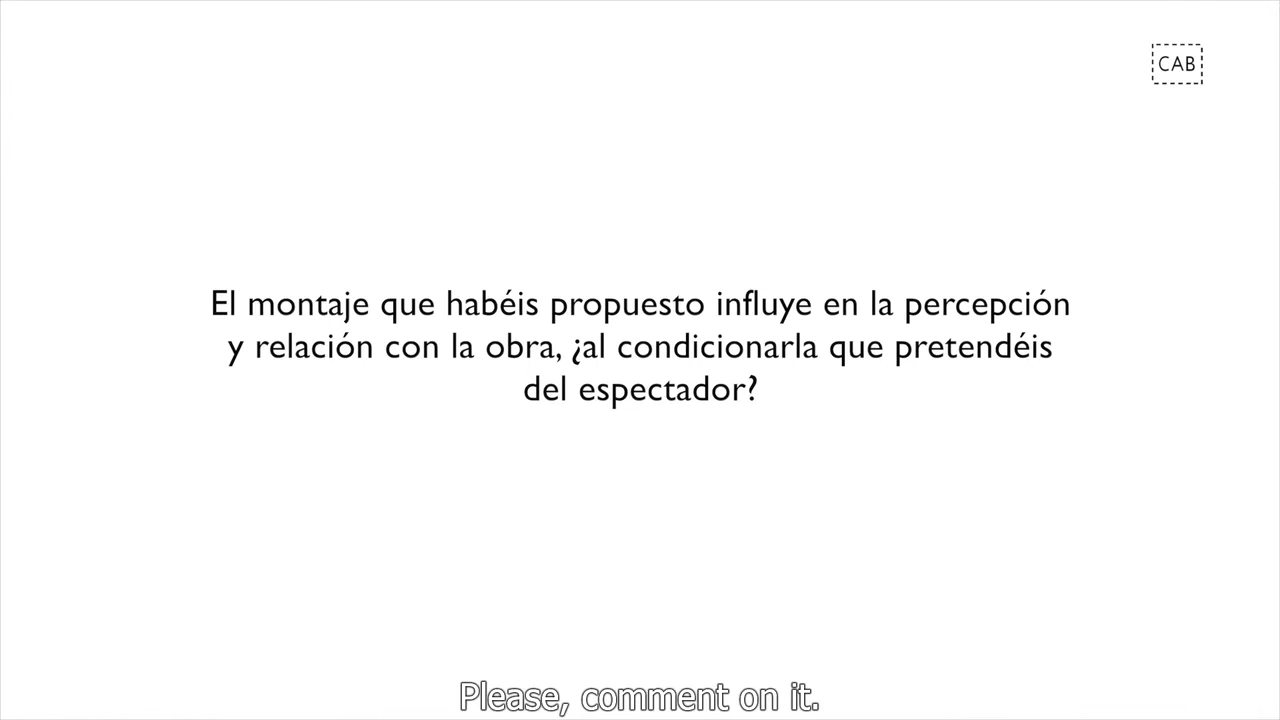 CAB
El montaje que habéis propuesto influye en la percepción
y relación con la obra, ¿al condicionarla que pretendéis
del espectador?
Please, comment on it.